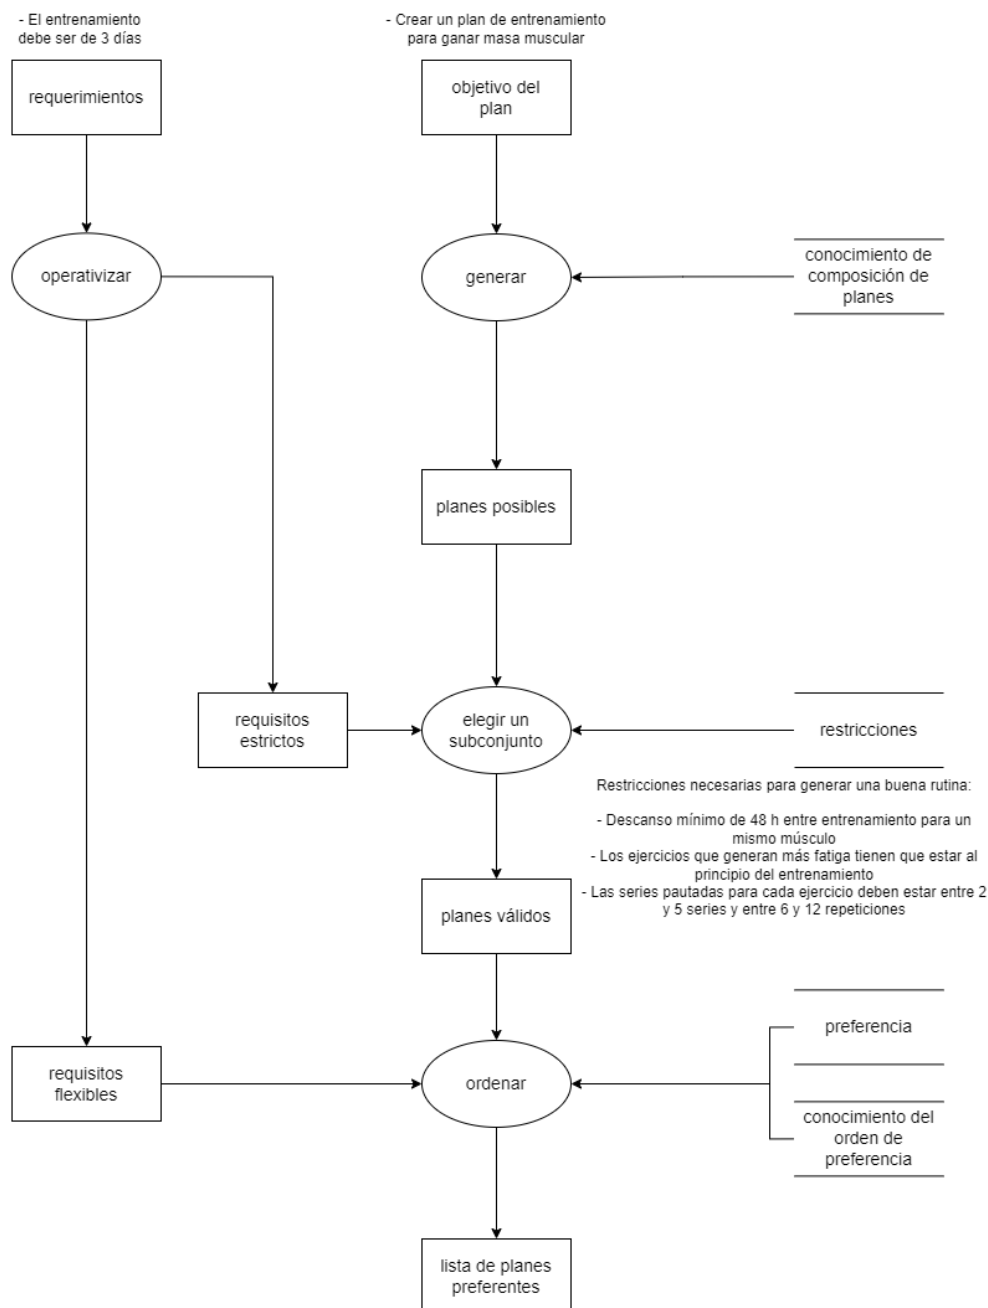 - El entrenamiento
debe ser de 3 días
- Crear un plan de entrenamiento
para ganar masa muscular
requerimientos
objetivo del
plan
operativizar
generar
conocimiento de
composición de
planes
planes posibles
requisitos
estrictos
elegir un
subconjunto
restricciones
Restricciones necesarias para generar una buena rutina:
- Descanso mínimo de 48 h entre entrenamiento para un
mismo músculo
- Los ejercicios que generan más fatiga tienen que estar al
principio del entrenamiento
- Las series pautadas para cada ejercicio deben estar entre 2
y 5 series y entre 6 y 12 repeticiones
planes válidos
preferencia
requisitos
flexibles
ordenar
conocimiento del
orden de
preferencia
lista de planes
preferentes